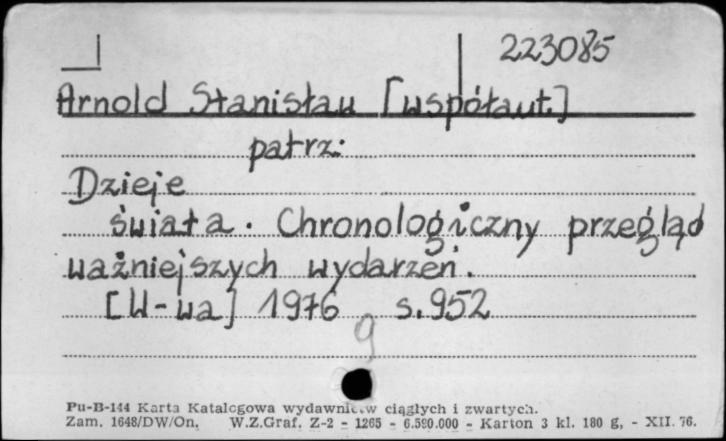 223085
Arnold Stanisław [współaut.]
patrz:
Dzieje
świata. Chronologiczny przegląd
ważniejszych wydarzeń.
[W-wa] 1976 s. 952
9
Pu-B-144 Karta Katalogowa wydawnictw ciągłych i zwartych.
Zam. 1648/DW/On. W.Z.Graf. Z-2 - 1265 - 6.590.000 - Karton 3 kl. 180 g, - XII. 76.